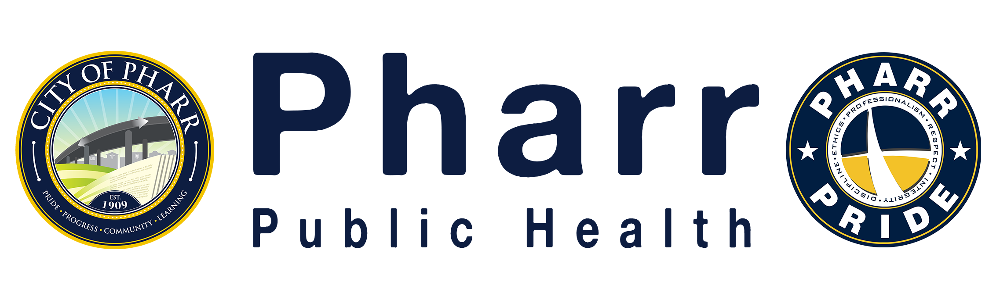 CITY OF PHARR
EST.
1909
PRIDE • PROGRESS • COMMUNITY • LEARNING
Pharr
Public Health
PHARR
PRIDE
DISCIPLINE • ETHICS • PROFESSIONALISM • RESPECT • INTEGRITY •